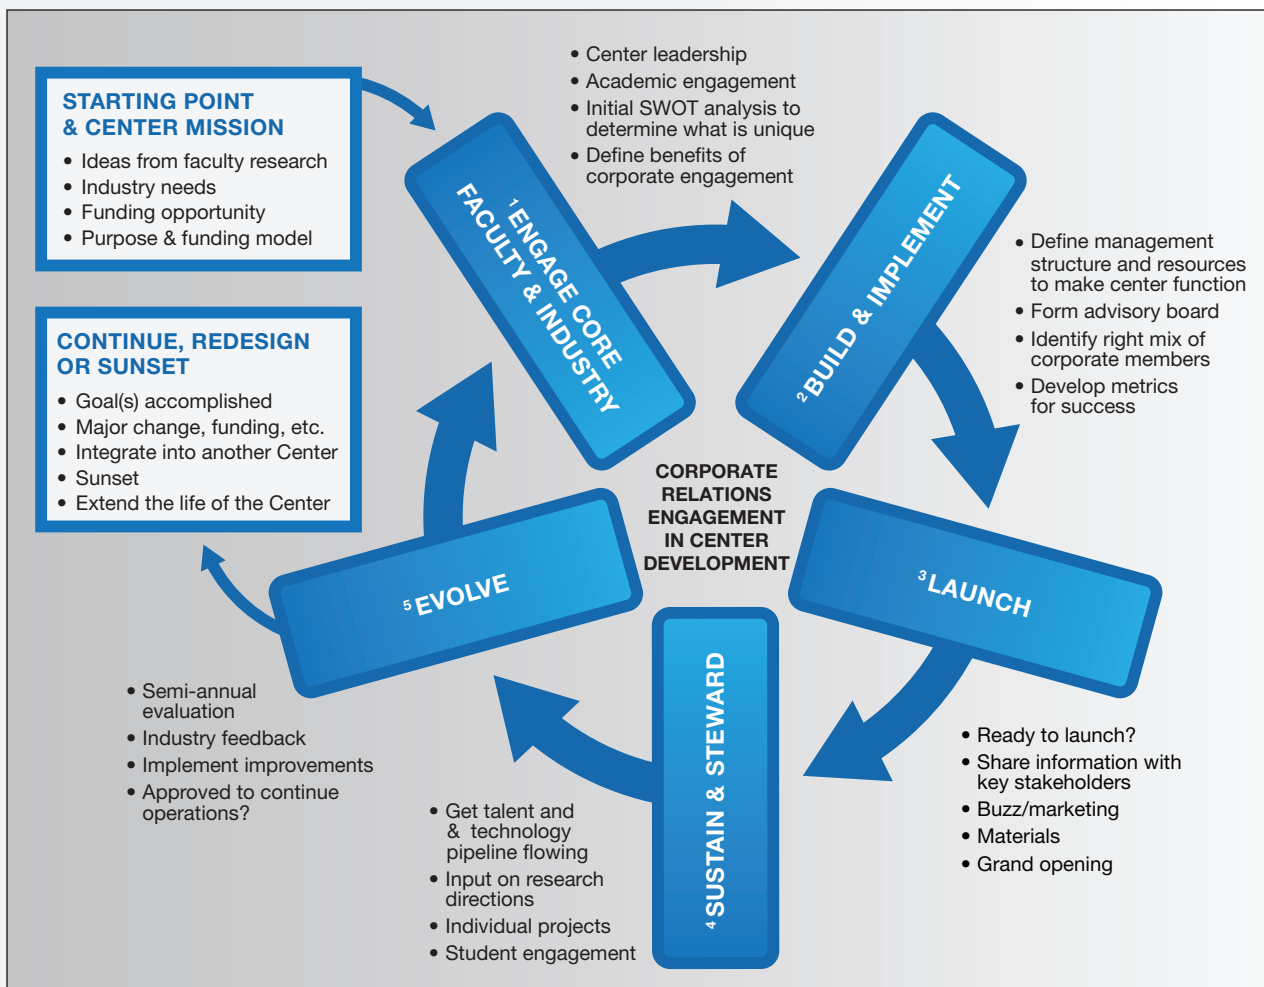 STARTING POINT
& CENTER MISSION
• Ideas from faculty research
• Industry needs
• Funding opportunity
• Purpose & funding model
¹ENGAGE CORE
FACULTY & INDUSTRY
• Center leadership
• Academic engagement
• Initial SWOT analysis to
determine what is unique
• Define benefits of
corporate engagement
²BUILD & IMPLEMENT
• Define management
structure and resources
to make center function
• Form advisory board
• Identify right mix of
corporate members
• Develop metrics
for success
³LAUNCH
• Ready to launch?
• Share information with
key stakeholders
• Buzz/marketing
• Materials
• Grand opening
⁴SUSTAIN & STEWARD
• Get talent and
& technology
pipeline flowing
• Input on research
directions
• Individual projects
• Student engagement
⁵EVOLVE
• Semi-annual
evaluation
• Industry feedback
• Implement improvements
• Approved to continue
operations?
CONTINUE, REDESIGN
OR SUNSET
• Goal(s) accomplished
• Major change, funding, etc.
• Integrate into another Center
• Sunset
• Extend the life of the Center
CORPORATE
RELATIONS
ENGAGEMENT
IN CENTER
DEVELOPMENT